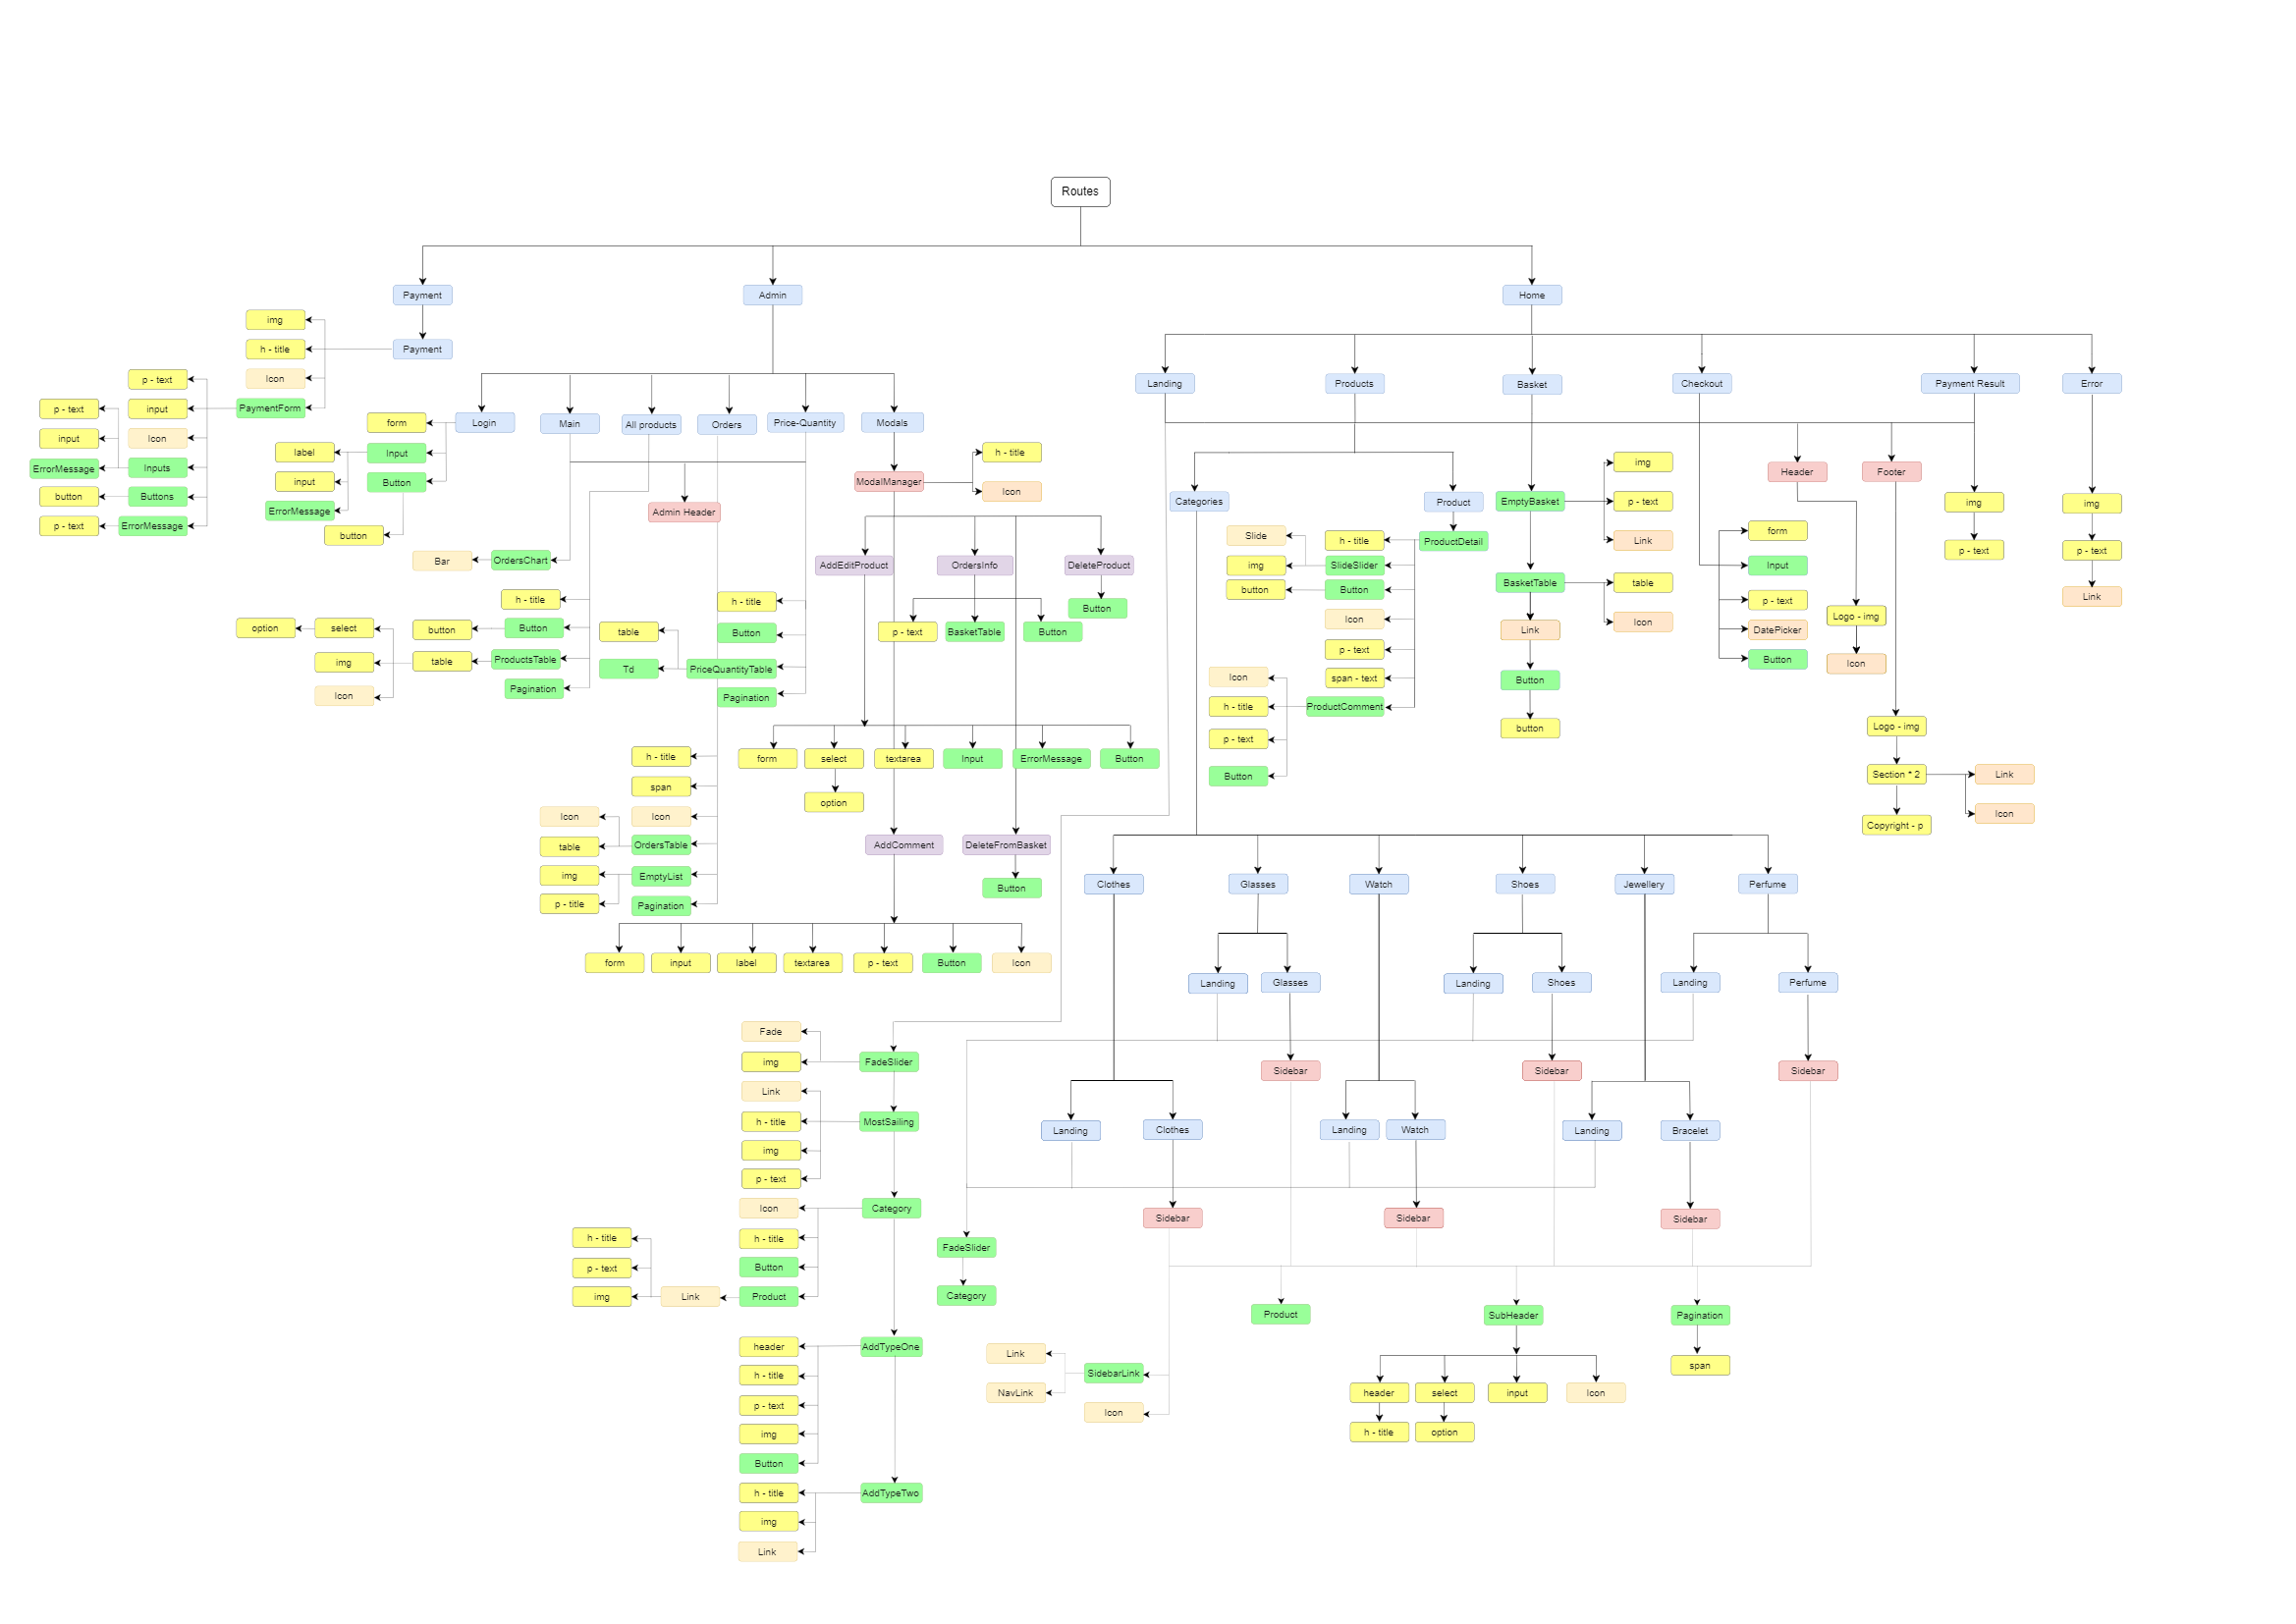 Routes
Payment
Admin
Home
img
h - title
Payment
Icon
PaymentForm
p - text
input
Icon
Inputs
Buttons
ErrorMessage
p - text
input
ErrorMessage
button
p - text
Login
Main
All products
Orders
Price-Quantity
Modals
form
Input
Button
label
input
ErrorMessage
button
ModalManager
h - title
Icon
Admin Header
Bar
OrdersChart
h - title
Button
ProductsTable
Pagination
button
table
select
option
img
Icon
h - title
Button
PriceQuantityTable
Pagination
table
Td
h - title
span
Icon
OrdersTable
EmptyList
Pagination
Icon
table
img
p - title
AddEditProduct
OrdersInfo
DeleteProduct
Button
p - text
BasketTable
Button
form
select
textarea
Input
ErrorMessage
Button
option
AddComment
DeleteFromBasket
Button
form
input
label
textarea
p - text
Button
Icon
Landing
Products
Basket
Checkout
Payment Result
Error
Categories
Product
ProductDetail
h - title
SlideSlider
Button
Icon
p - text
span - text
ProductComment
Slide
img
button
Icon
h - title
p - text
Button
EmptyBasket
img
p - text
Link
BasketTable
table
Icon
Link
Button
button
form
Input
p - text
DatePicker
Button
Header
Footer
Logo - img
Icon
Logo - img
Section * 2
Link
Icon
Copyright - p
img
p - text
img
p - text
Link
Clothes
Glasses
Watch
Shoes
Jewellery
Perfume
Landing
Glasses
Landing
Shoes
Landing
Perfume
Sidebar
Sidebar
Sidebar
Landing
Clothes
Landing
Watch
Landing
Bracelet
Sidebar
Sidebar
Sidebar
FadeSlider
Category
Product
SubHeader
Pagination
span
header
select
input
Icon
h - title
option
SidebarLink
Link
NavLink
Icon
Fade
img
FadeSlider
Link
h - title
MostSailing
img
p - text
Icon
Category
h - title
Button
Product
Link
h - title
p - text
img
header
AddTypeOne
h - title
p - text
img
Button
h - title
AddTypeTwo
img
Link